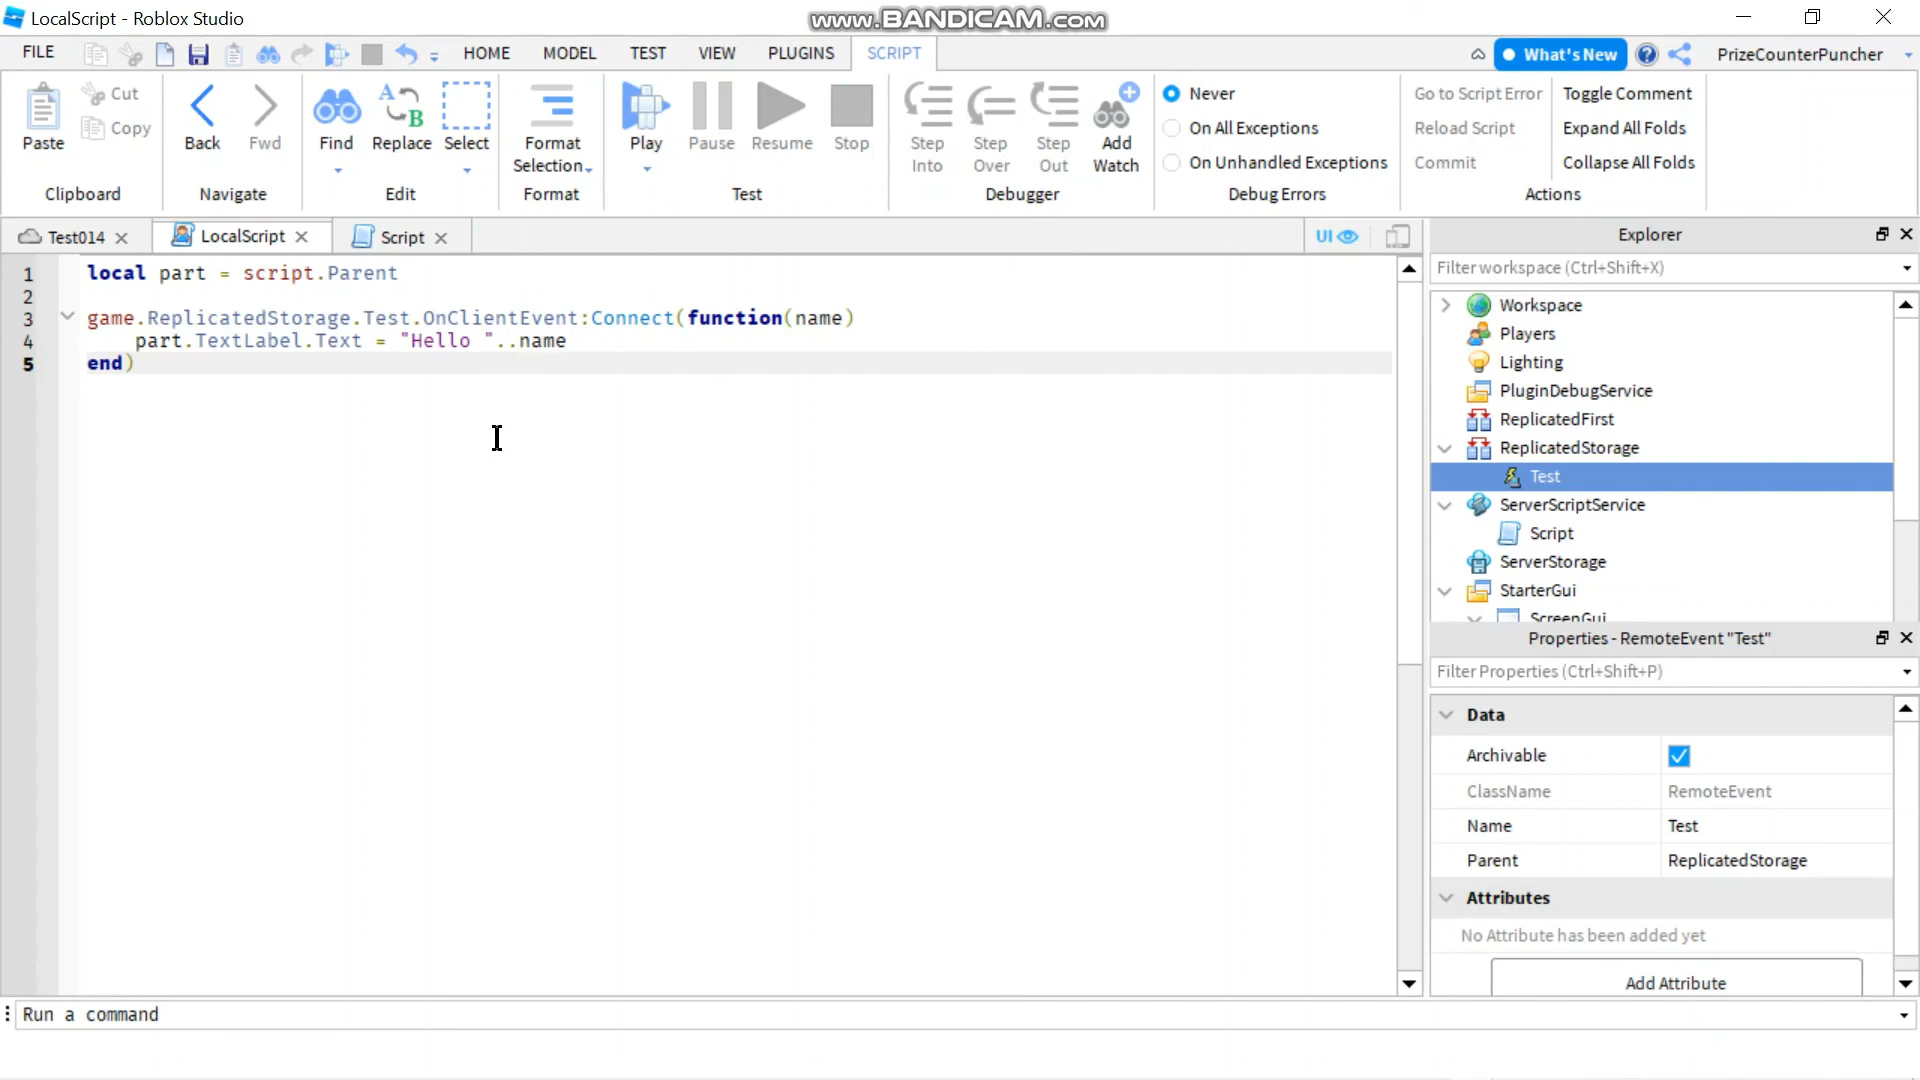 LocalScript - Roblox Studio
www.BANDICAM.com
FILE
HOME
MODEL
TEST
VIEW
PLUGINS
SCRIPT
What's New
PrizeCounterPuncher
Paste
Cut
Copy
Clipboard
Back
Fwd
Navigate
Find
Replace
Select
Edit
Format
Selection
Format
Play
Pause
Resume
Stop
Test
Step
Into
Step
Over
Step
Out
Add
Watch
Debugger
Never
On All Exceptions
On Unhandled Exceptions
Debug Errors
Go to Script Error
Reload Script
Commit
Toggle Comment
Expand All Folds
Collapse All Folds
Actions
Test014
LocalScript
Script
UI
1 local part = script.Parent
2
3 game.ReplicatedStorage.Test.OnClientEvent:Connect(function(name)
4 part.TextLabel.Text = "Hello "..name
5 end)
Explorer
Filter workspace (Ctrl+Shift+X)
Workspace
Players
Lighting
PluginDebugService
ReplicatedFirst
ReplicatedStorage
Test
ServerScriptService
Script
ServerStorage
StarterGui
ScreenGui
Properties - RemoteEvent "Test"
Filter Properties (Ctrl+Shift+P)
Data
Archivable
ClassName RemoteEvent
Name Test
Parent ReplicatedStorage
Attributes
No Attribute has been added yet
Add Attribute
Run a command